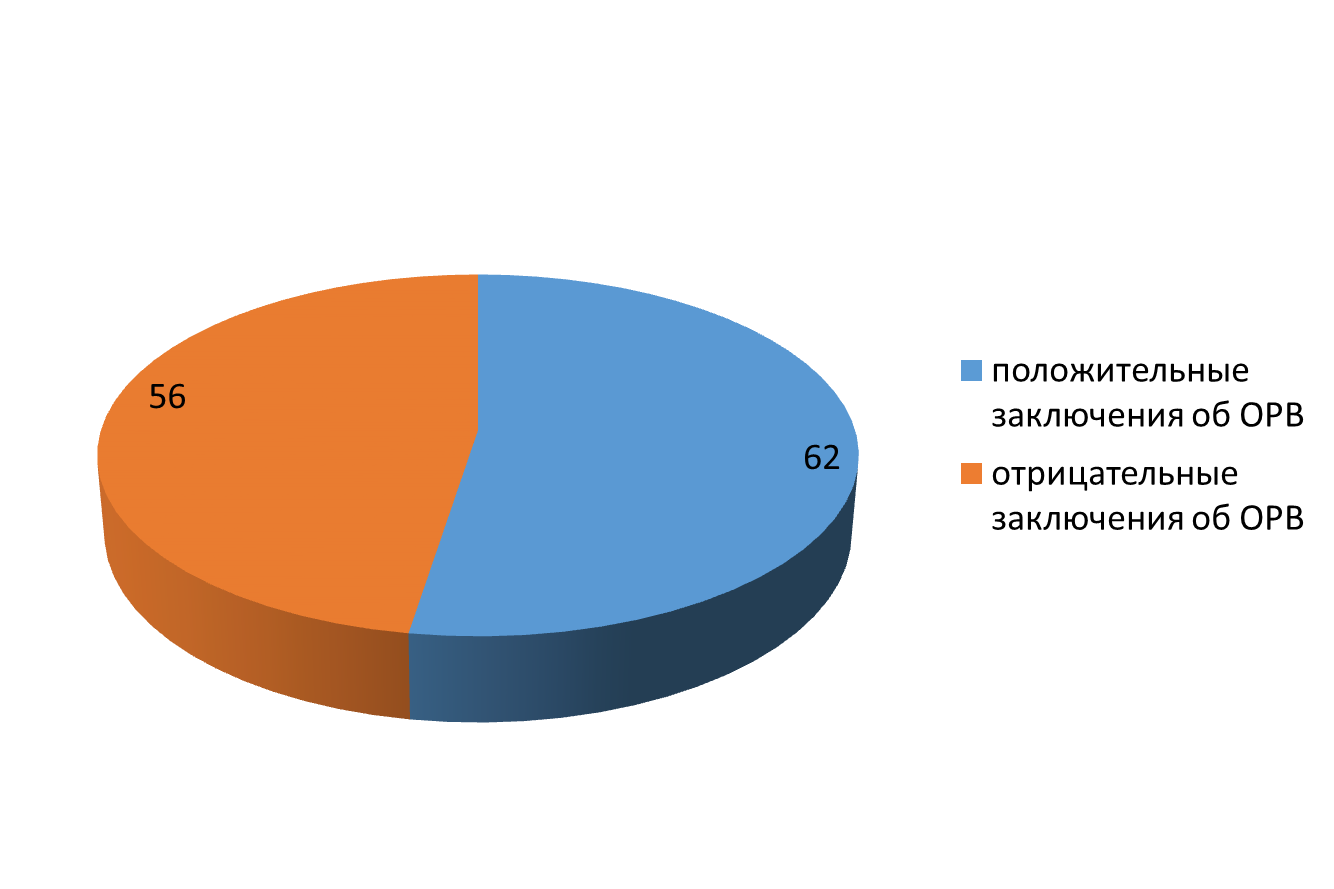 56
62
положительные
заключения об ОРВ
отрицательные
заключения об ОРВ